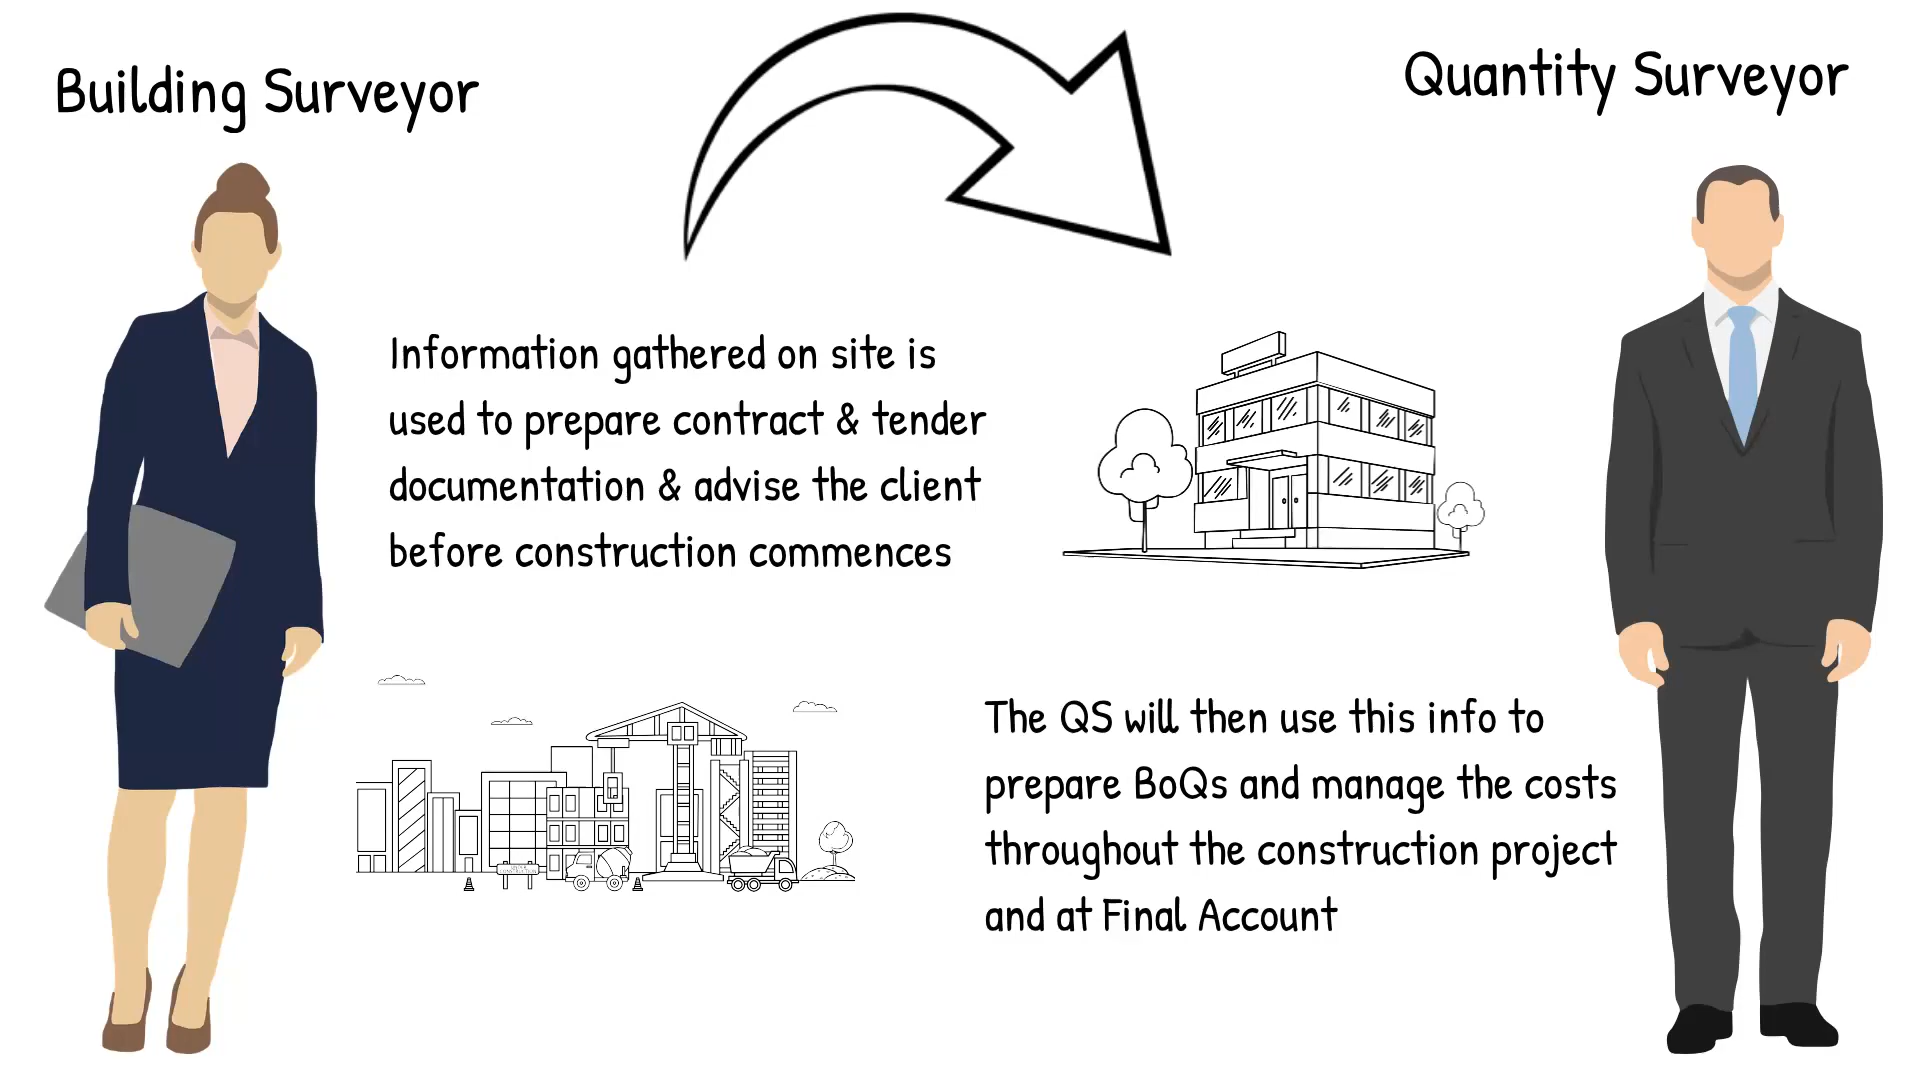 Building Surveyor
Quantity Surveyor
Information gathered on site is
used to prepare contract & tender
documentation & advise the client
before construction commences
The QS will then use this info to
prepare BoQs and manage the costs
throughout the construction project
and at Final Account